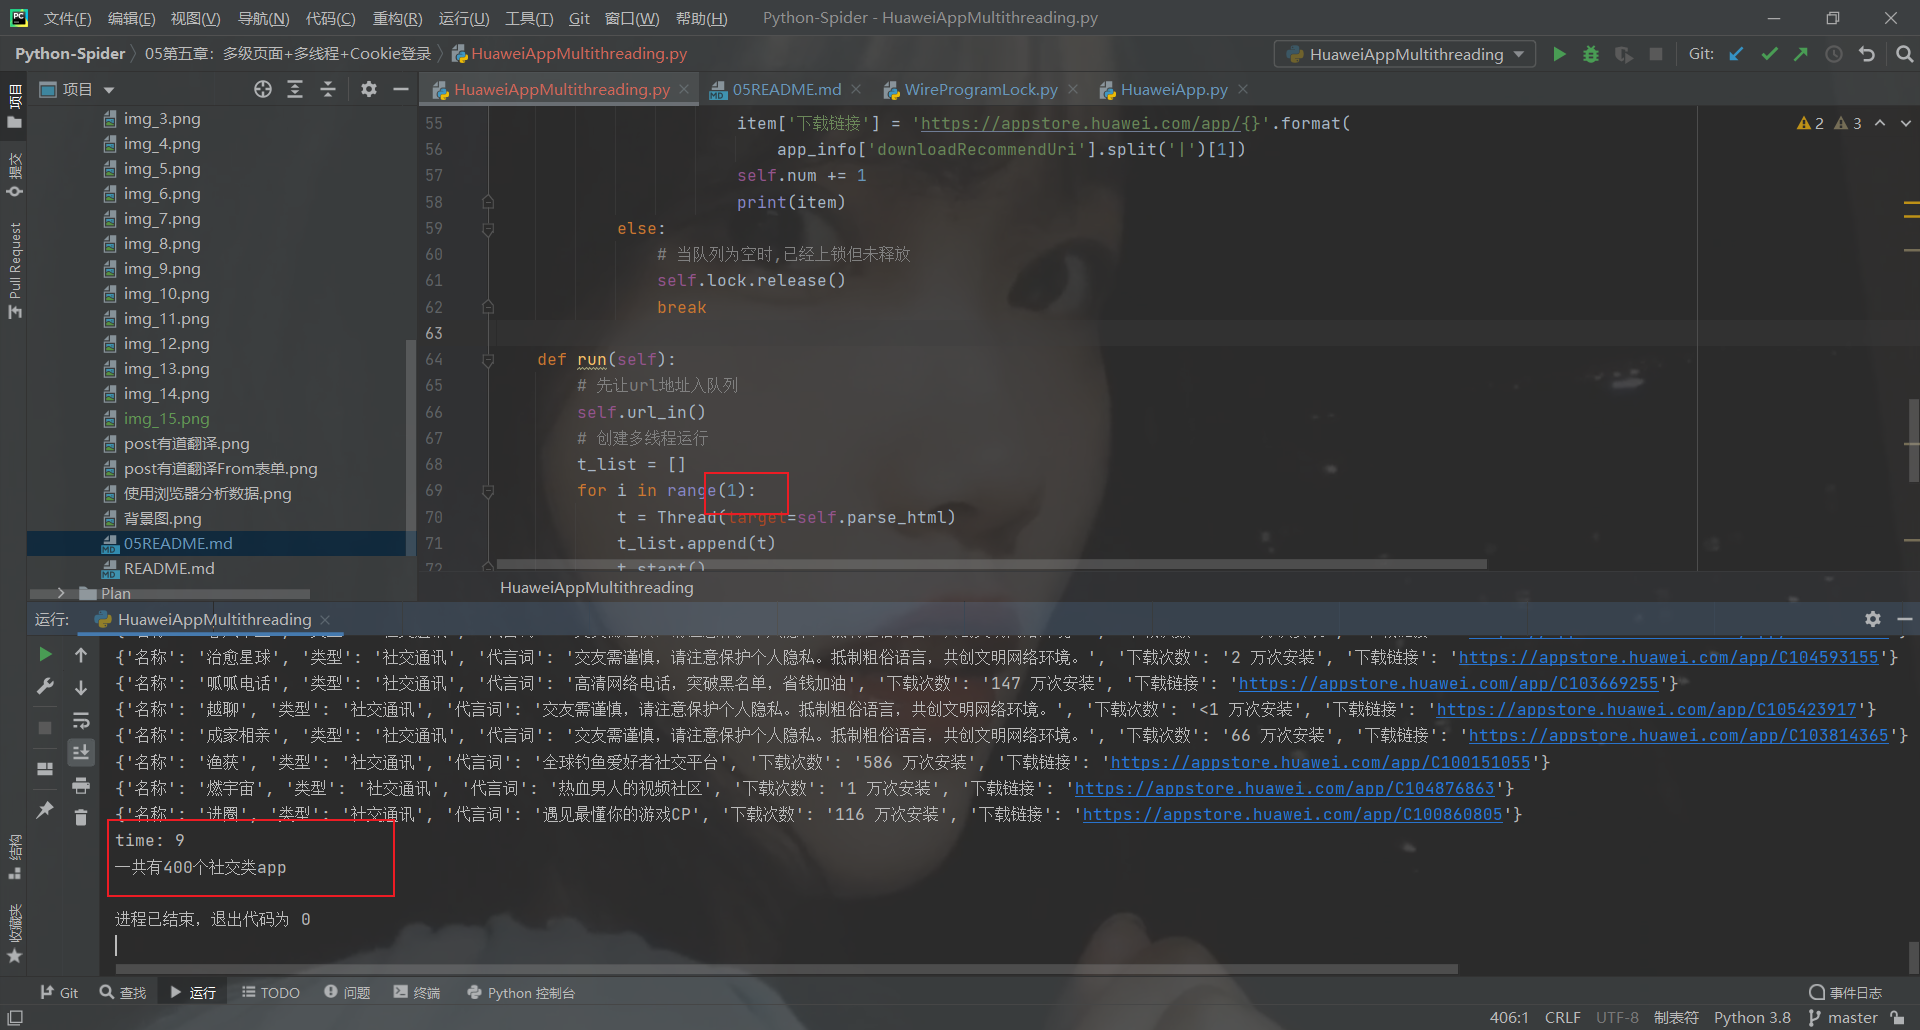 文件(F) 编辑(E) 视图(V) 导航(N) 代码(C) 重构(R) 运行(U) 工具(T) Git 窗口(W) 帮助(H) Python-Spider - HuaweiAppMultithreading.py
Python-Spider 〉 05第五章：多级页面+多线程+Cookie登录 〉 HuaweiAppMultithreading.py
HuaweiAppMultithreading
Git:
项目
提交
Pull Request
结构
收藏夹
项目
img_3.png
img_4.png
img_5.png
img_6.png
img_7.png
img_8.png
img_9.png
img_10.png
img_11.png
img_12.png
img_13.png
img_14.png
img_15.png
post有道翻译.png
post有道翻译From表单.png
使用浏览器分析数据.png
背景图.png
05README.md
README.md
Plan
HuaweiAppMultithreading.py 05README.md WireProgramLock.py HuaweiApp.py
2 3
55 item['下载链接'] = 'https://appstore.huawei.com/app/{}'.format(
56 app_info['downloadRecommendUri'].split('|')[1])
57 self.num += 1
58 print(item)
59 else:
60 # 当队列为空时,已经上锁但未释放
61 self.lock.release()
62 break
63
64 def run(self):
65 # 先让url地址入队列
66 self.url_in()
67 # 创建多线程运行
68 t_list = []
69 for i in range(1):
70 t = Thread(target=self.parse_html)
71 t_list.append(t)
72 t.start()
HuaweiAppMultithreading
运行: HuaweiAppMultithreading
{'名称': '治愈星球', '类型': '社交通讯', '代言词': '交友需谨慎，请注意保护个人隐私。抵制粗俗语言，共创文明网络环境。', '下载次数': '2 万次安装', '下载链接': 'https://appstore.huawei.com/app/C104593155'}
{'名称': '呱呱电话', '类型': '社交通讯', '代言词': '高清网络电话，突破黑名单，省钱加油', '下载次数': '147 万次安装', '下载链接': 'https://appstore.huawei.com/app/C103669255'}
{'名称': '越聊', '类型': '社交通讯', '代言词': '交友需谨慎，请注意保护个人隐私。抵制粗俗语言，共创文明网络环境。', '下载次数': '<1 万次安装', '下载链接': 'https://appstore.huawei.com/app/C105423917'}
{'名称': '成家相亲', '类型': '社交通讯', '代言词': '交友需谨慎，请注意保护个人隐私。抵制粗俗语言，共创文明网络环境。', '下载次数': '66 万次安装', '下载链接': 'https://appstore.huawei.com/app/C103814365'}
{'名称': '渔获', '类型': '社交通讯', '代言词': '全球钓鱼爱好者社交平台', '下载次数': '586 万次安装', '下载链接': 'https://appstore.huawei.com/app/C100151055'}
{'名称': '燃宇宙', '类型': '社交通讯', '代言词': '热血男人的视频社区', '下载次数': '1 万次安装', '下载链接': 'https://appstore.huawei.com/app/C104876863'}
{'名称': '进圈', '类型': '社交通讯', '代言词': '遇见最懂你的游戏CP', '下载次数': '116 万次安装', '下载链接': 'https://appstore.huawei.com/app/C100860805'}
time: 9
一共有400个社交类app
进程已结束，退出代码为 0
Git 查找 运行 TODO 问题 终端 Python 控制台 事件日志
406:1 CRLF UTF-8 制表符 Python 3.8 master